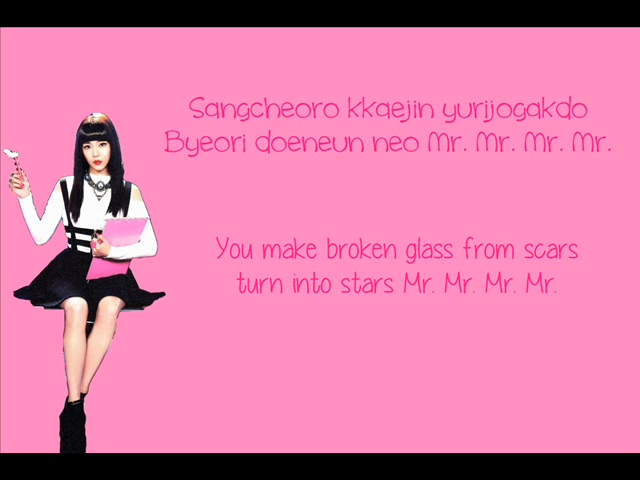 Sangcheoro kkaejin yurijogakdo
Byeori doeneun neo Mr. Mr. Mr. Mr.
You make broken glass from scars
turn into stars Mr. Mr. Mr. Mr.